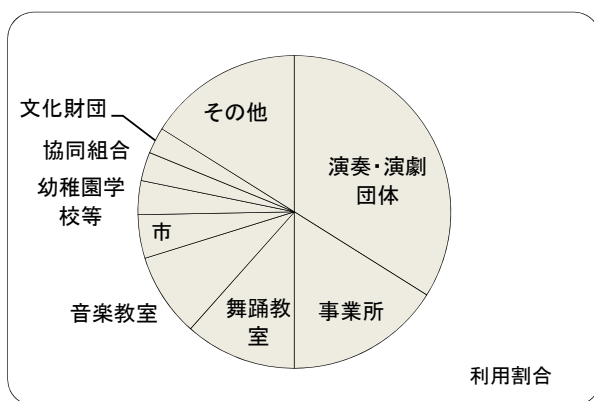 その他
文化財団
協同組合
幼稚園学
校等
市
音楽教室
舞踊教
室
事業所
演奏・演劇
団体
利用割合